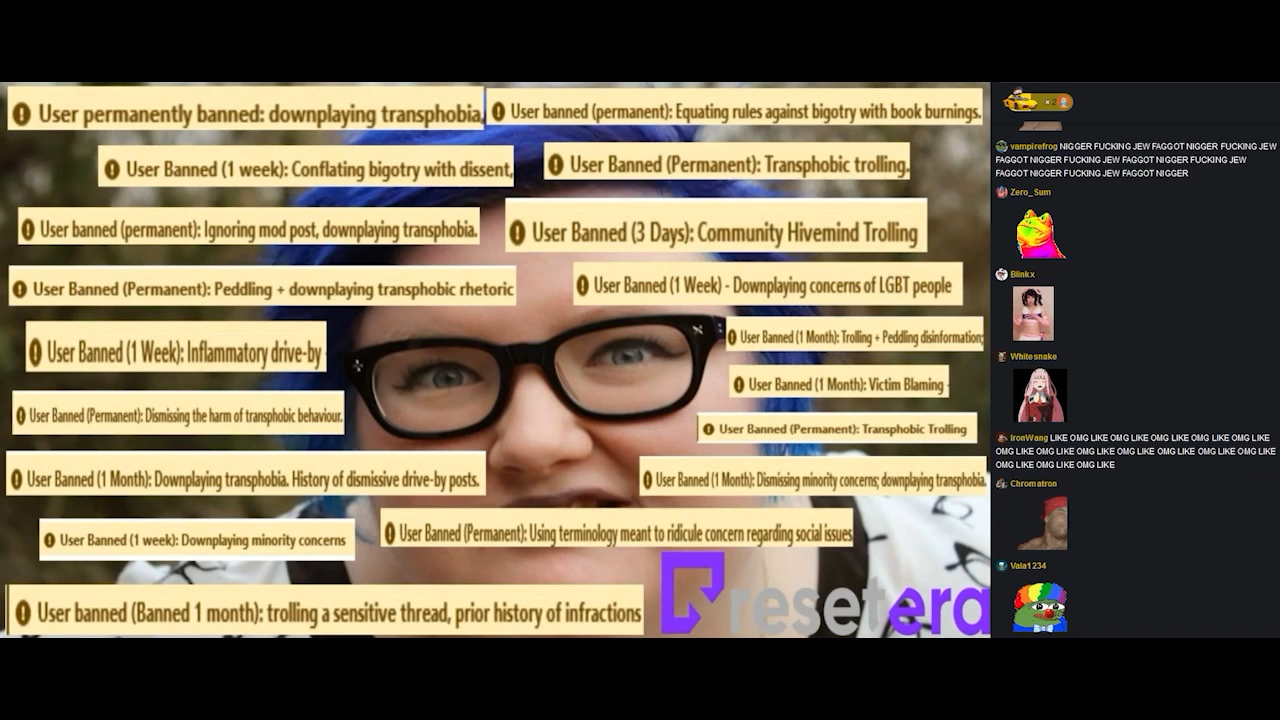 User permanently banned: downplaying transphobia,
User banned (permanent): Equating rules against bigotry with book burnings.
User Banned (1 week): Conflating bigotry with dissent,
User Banned (Permanent): Transphobic trolling.
User banned (permanent): Ignoring mod post, downplaying transphobia.
User Banned (3 Days): Community Hivemind Trolling
User Banned (Permanent): Peddling + downplaying transphobic rhetoric
User Banned (1 Week) - Downplaying concerns of LGBT people
User Banned (1 Week): Inflammatory drive-by
User Banned (1 Month): Trolling + Peddling disinformation;
User Banned (1 Month): Victim Blaming -
User Banned (Permanent): Dismissing the harm of transphobic behaviour.
User Banned (Permanent): Transphobic Trolling
User Banned (1 Month): Downplaying transphobia. History of dismissive drive-by posts.
User Banned (1 Month): Dismissing minority concerns; downplaying transphobia.
User Banned (1 week): Downplaying minority concerns
User Banned (Permanent): Using terminology meant to ridicule concern regarding social issues
User banned (Banned 1 month): trolling a sensitive thread, prior history of infractions
resetera
vampirefrog NIGGER FUCKING JEW FAGGOT NIGGER FUCKING JEW
FAGGOT NIGGER FUCKING JEW FAGGOT NIGGER FUCKING JEW
FAGGOT NIGGER FUCKING JEW FAGGOT NIGGER
Zero_Sum
Blinkx
Whitesnake
IronWang LIKE OMG LIKE OMG LIKE OMG LIKE OMG LIKE OMG LIKE
OMG LIKE OMG LIKE OMG LIKE OMG LIKE OMG LIKE OMG LIKE OMG LIKE
OMG LIKE OMG LIKE OMG LIKE
Chromatron
Vala1234